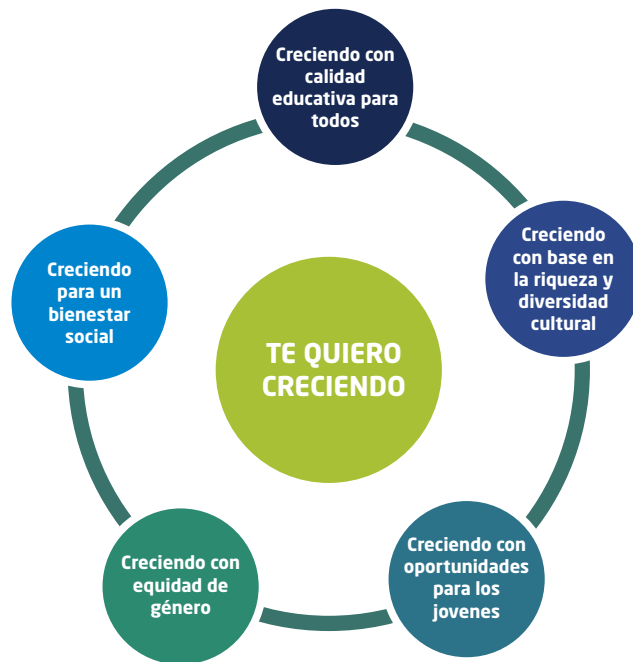 Creciendo con
calidad
educativa para
todos
Creciendo
con base en
la riqueza y
diversidad
cultural
Creciendo
para un
bienestar
social
TE QUIERO
CRECIENDO
Creciendo con
oportunidades
para los
jovenes
Creciendo con
equidad de
género